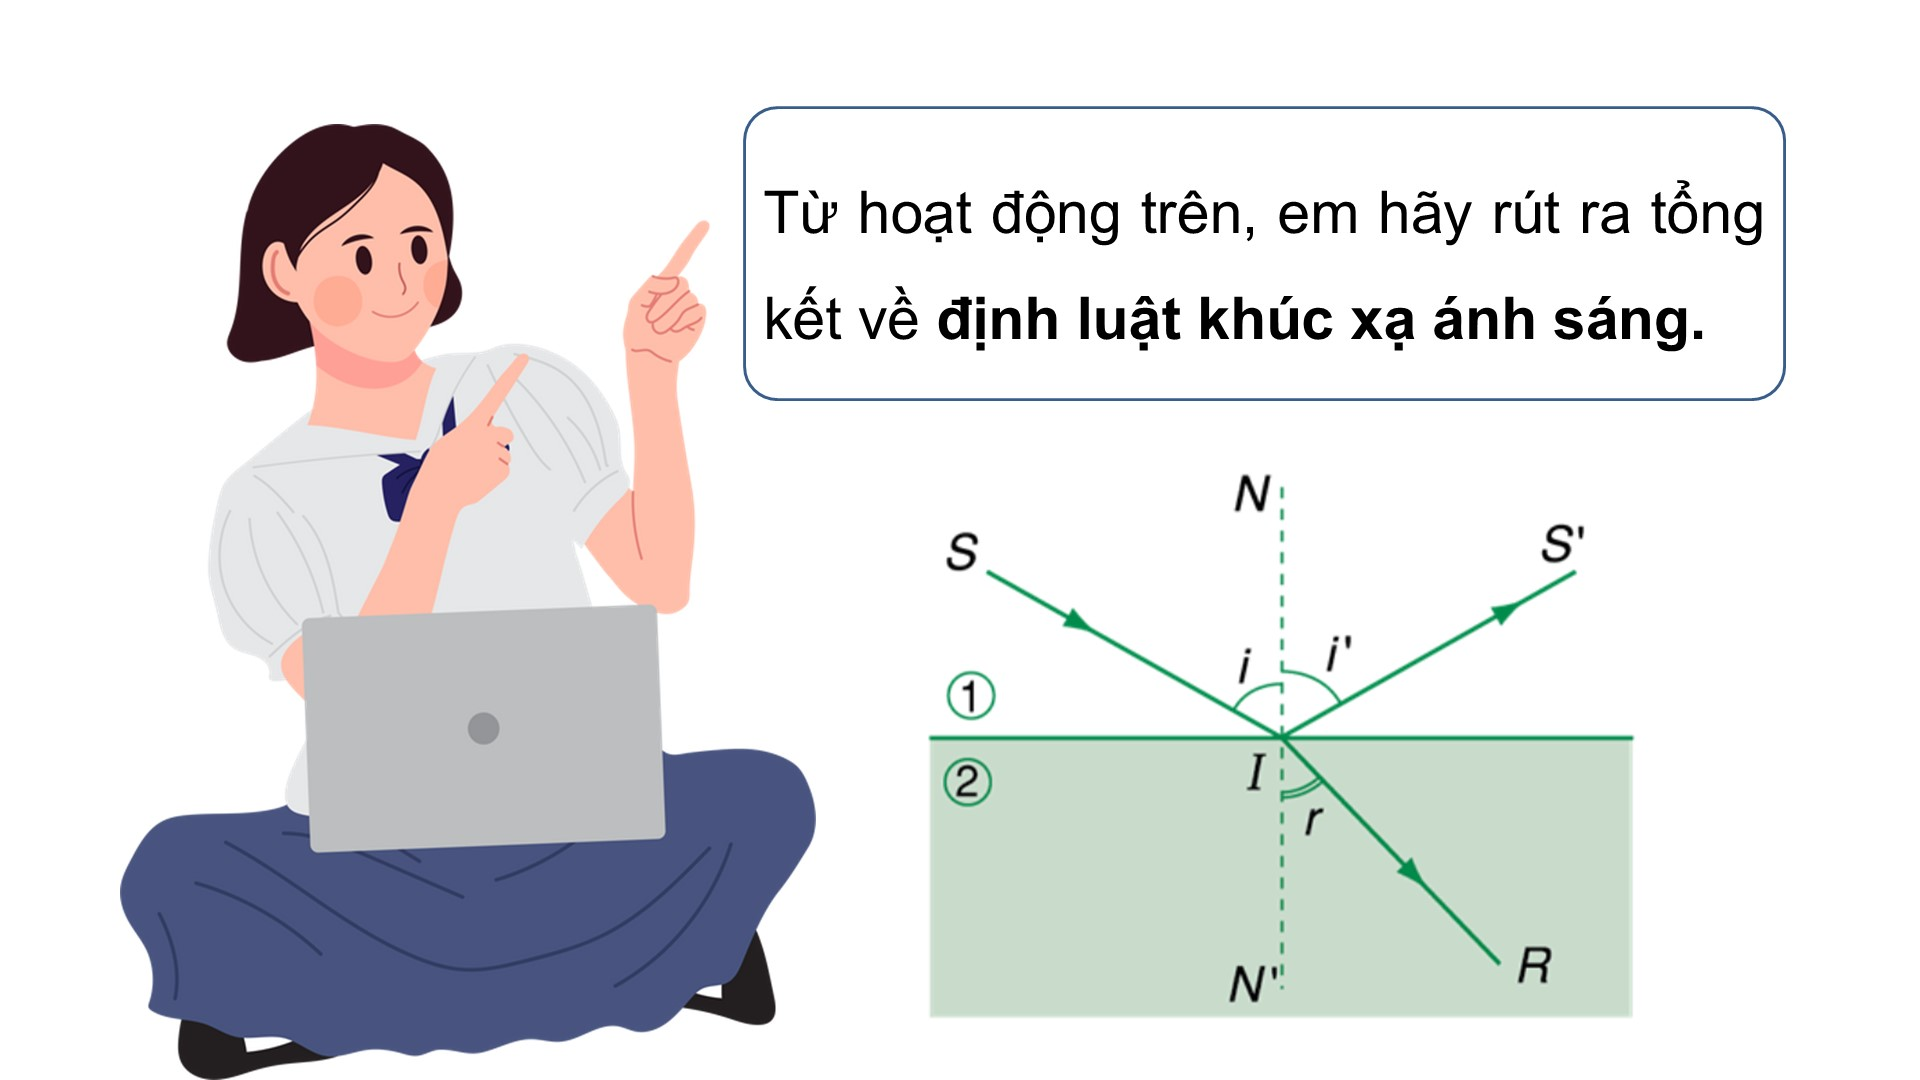 Từ hoạt động trên, em hãy rút ra tổng
kết về định luật khúc xạ ánh sáng.
N
S
S'
i
i'
①
I
②
r
R
N'